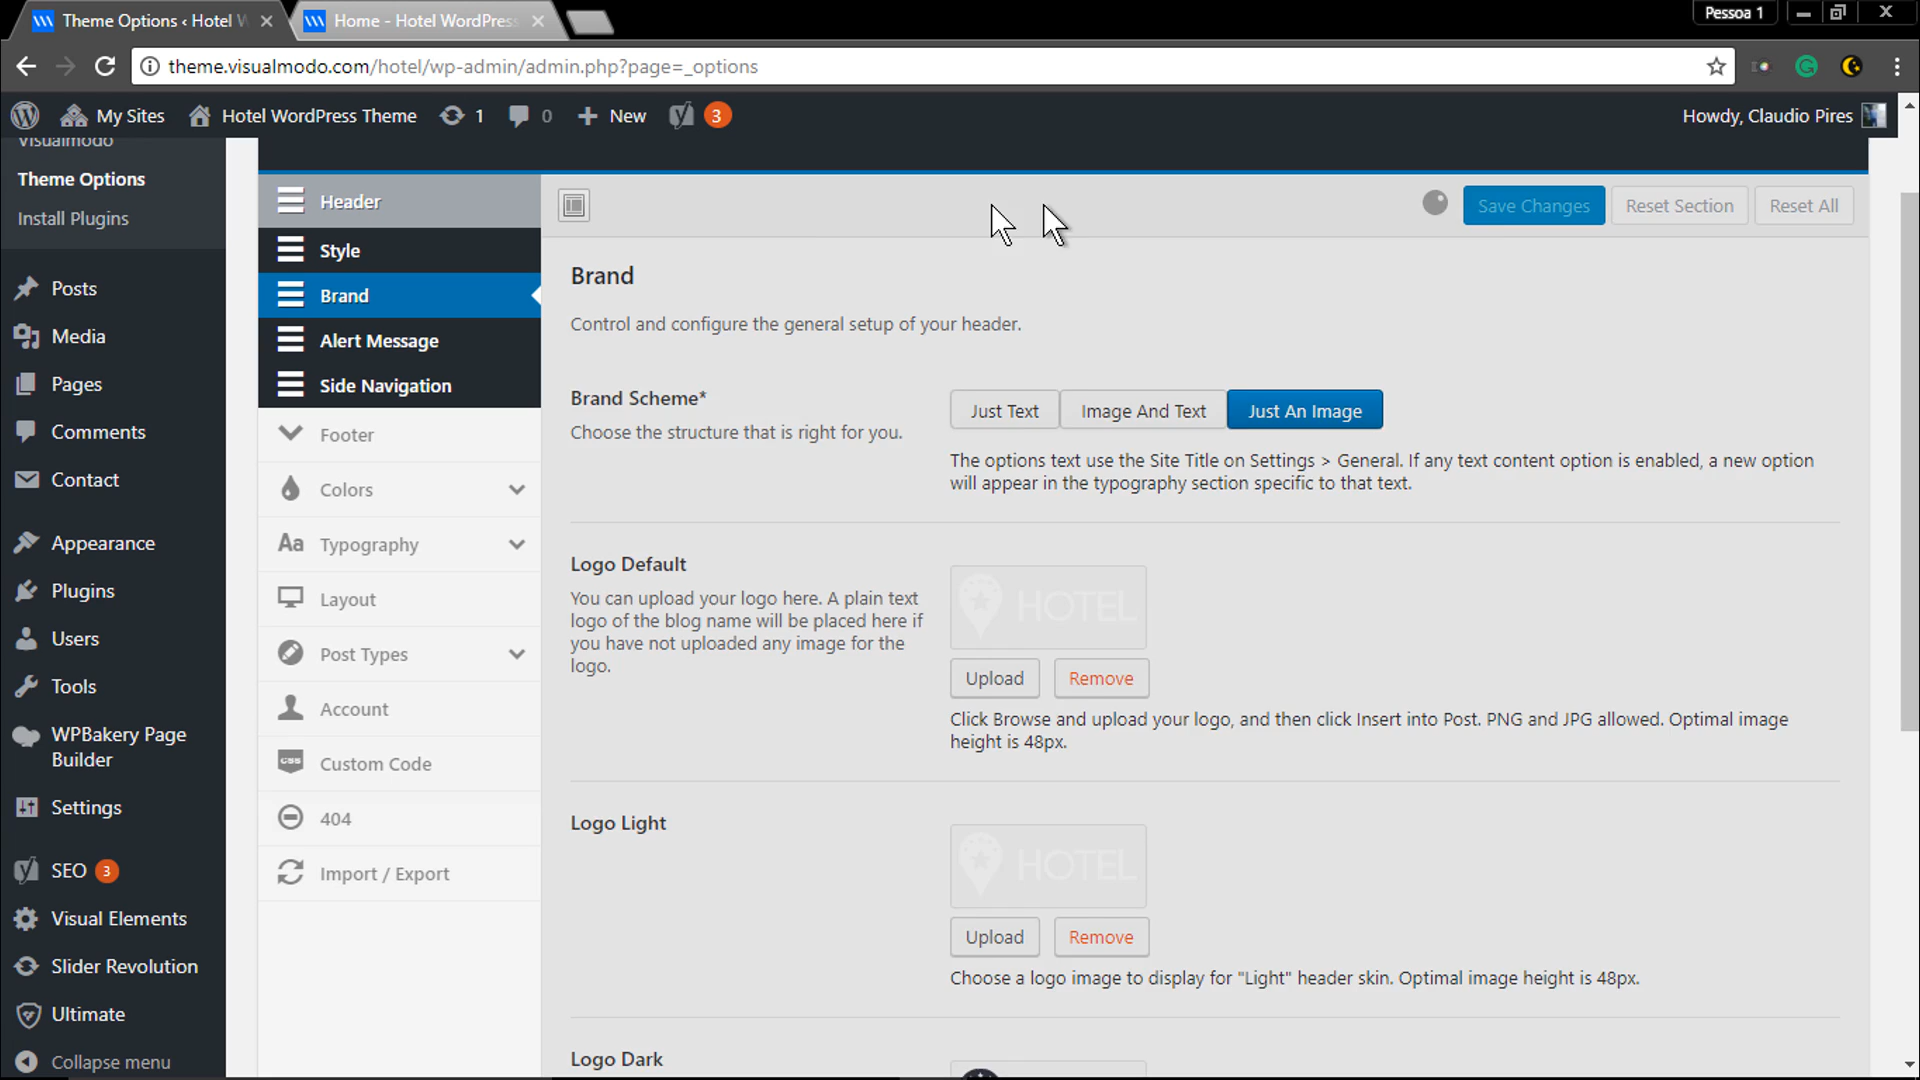 Theme Options ‹ Hotel W
Home - Hotel WordPress
Pessoa 1
theme.visualmodo.com/hotel/wp-admin/admin.php?page=_options
My Sites
Hotel WordPress Theme
1
0
New
3
Howdy, Claudio Pires
Visualmodo
Theme Options
Install Plugins
Posts
Media
Pages
Comments
Contact
Appearance
Plugins
Users
Tools
WPBakery Page
Builder
Settings
SEO 3
Visual Elements
Slider Revolution
Ultimate
Collapse menu
Header
Style
Brand
Alert Message
Side Navigation
Footer
Colors
Aa Typography
Layout
Post Types
Account
CSS Custom Code
404
Import / Export
Save Changes
Reset Section
Reset All
Brand
Control and configure the general setup of your header.
Brand Scheme*
Choose the structure that is right for you.
Just Text
Image And Text
Just An Image
The options text use the Site Title on Settings > General. If any text content option is enabled, a new option
will appear in the typography section specific to that text.
Logo Default
You can upload your logo here. A plain text
logo of the blog name will be placed here if
you have not uploaded any image for the
logo.
HOTEL
Upload
Remove
Click Browse and upload your logo, and then click Insert into Post. PNG and JPG allowed. Optimal image
height is 48px.
Logo Light
HOTEL
Upload
Remove
Choose a logo image to display for "Light" header skin. Optimal image height is 48px.
Logo Dark